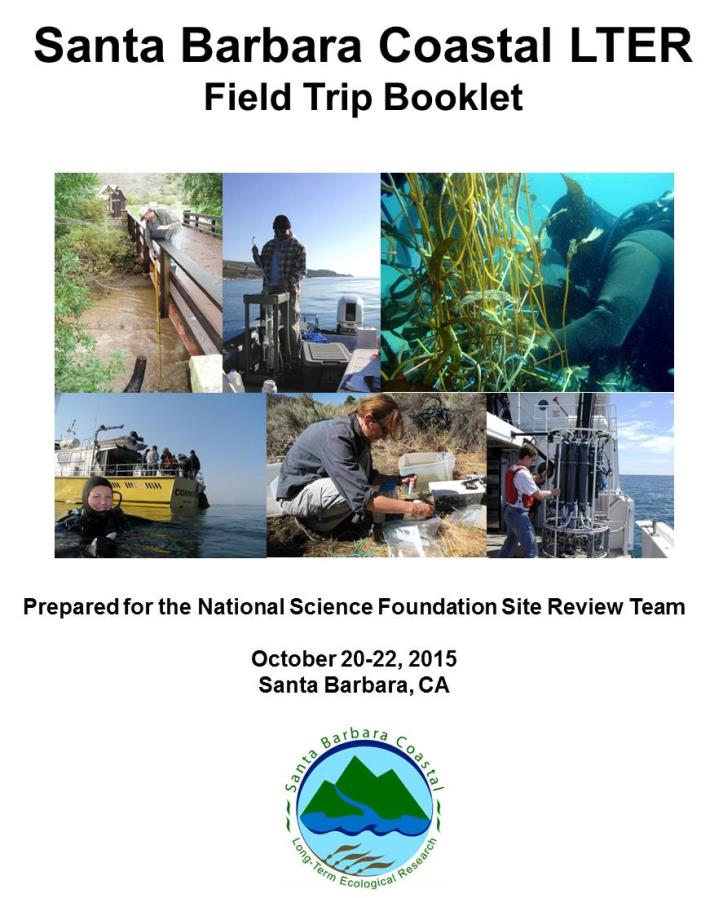 Santa Barbara Coastal LTER
Field Trip Booklet
Prepared for the National Science Foundation Site Review Team
October 20-22, 2015
Santa Barbara, CA
Santa Barbara Coastal
Long-Term Ecological Research